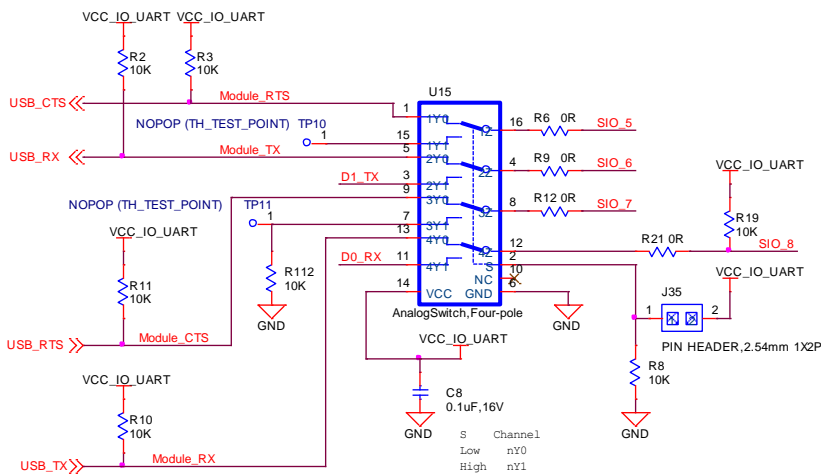 VCC_IO_UART
VCC_IO_UART
R2
10K
R3
10K
U15
USB_CTS
Module_RTS
1
1Y0
1Z
16
R6 0R
SIO_5
NOPOP (TH_TEST_POINT) TP10
1
15
1Y1
USB_RX
Module_TX
5
2Y0
2Z
4
R9 0R
SIO_6
VCC_IO_UART
D1_TX
3
2Y1
9
3Y0
3Z
8
R12 0R
SIO_7
NOPOP (TH_TEST_POINT)
TP11
1
7
3Y1
R19
10K
VCC_IO_UART
13
4Y0
4Z
12
R21 0R
SIO_8
R112
10K
D0_RX
11
4Y1
S
2
VCC_IO_UART
NC
10
R11
10K
14
VCC
GND
6
J35
GND
AnalogSwitch,Four-pole
GND
1
2
USB_RTS
Module_CTS
VCC_IO_UART
PIN HEADER,2.54mm 1X2P
R8
10K
VCC_IO_UART
C8
0.1uF,16V
R10
10K
GND
GND
S Channel
Low nY0
High nY1
USB_TX
Module_RX